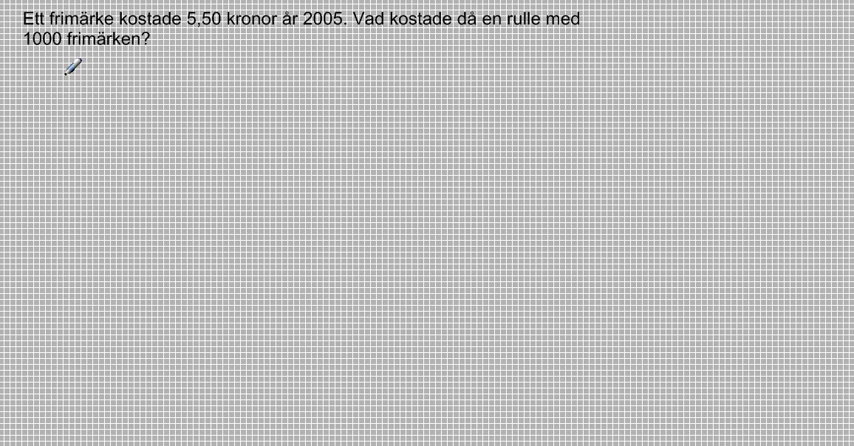 Ett frimärke kostade 5,50 kronor år 2005. Vad kostade då en rulle med
1000 frimärken?